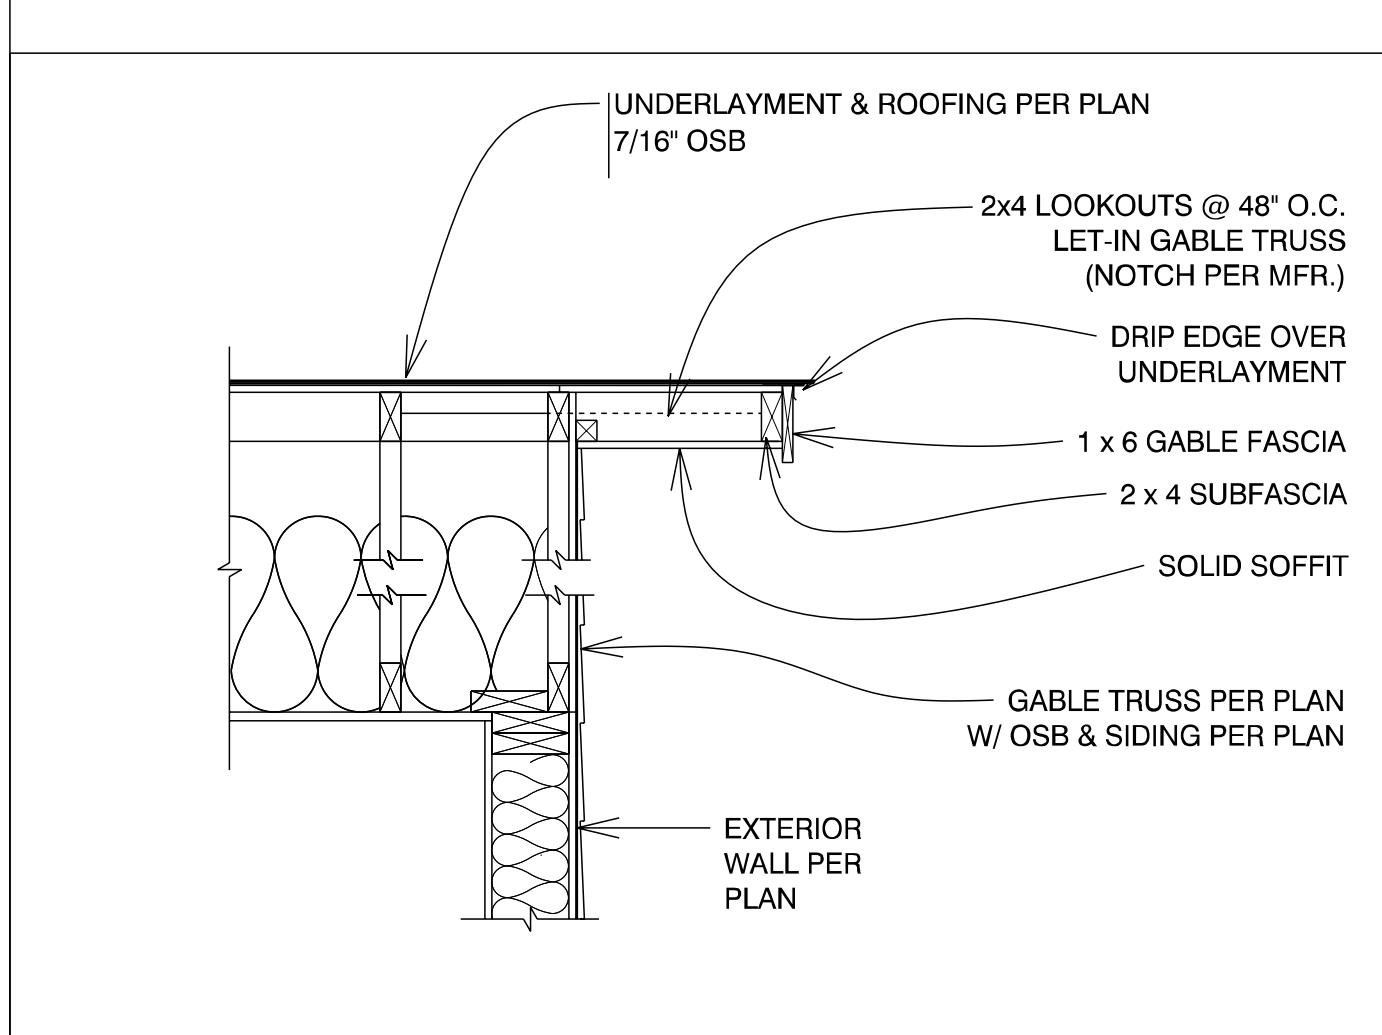 UNDERLAYMENT & ROOFING PER PLAN
7/16" OSB
2x4 LOOKOUTS @ 48" O.C.
LET-IN GABLE TRUSS
(NOTCH PER MFR.)
DRIP EDGE OVER
UNDERLAYMENT
1 x 6 GABLE FASCIA
2 x 4 SUBFASCIA
SOLID SOFFIT
GABLE TRUSS PER PLAN
W/ OSB & SIDING PER PLAN
EXTERIOR
WALL PER
PLAN